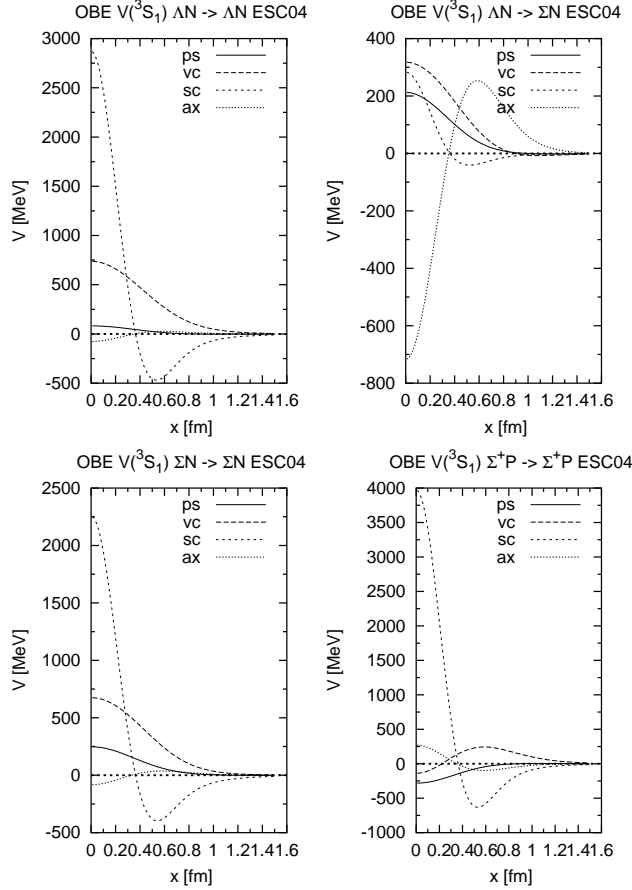 OBE V(³S₁) ΛN -> ΛN ESC04
ps
vc
sc
ax
3000
2500
2000
1500
1000
500
0
-500
V [MeV]
0 0.20.40.60.8 1 1.21.41.6
x [fm]
OBE V(³S₁) ΛN -> ΣN ESC04
ps
vc
sc
ax
400
200
0
-200
-400
-600
-800
V [MeV]
0 0.20.40.60.8 1 1.21.41.6
x [fm]
OBE V(³S₁) ΣN -> ΣN ESC04
ps
vc
sc
ax
2500
2000
1500
1000
500
0
-500
V [MeV]
0 0.20.40.60.8 1 1.21.41.6
x [fm]
OBE V(³S₁) Σ⁺P -> Σ⁺P ESC04
ps
vc
sc
ax
4000
3500
3000
2500
2000
1500
1000
500
0
-500
-1000
V [MeV]
0 0.20.40.60.8 1 1.21.41.6
x [fm]